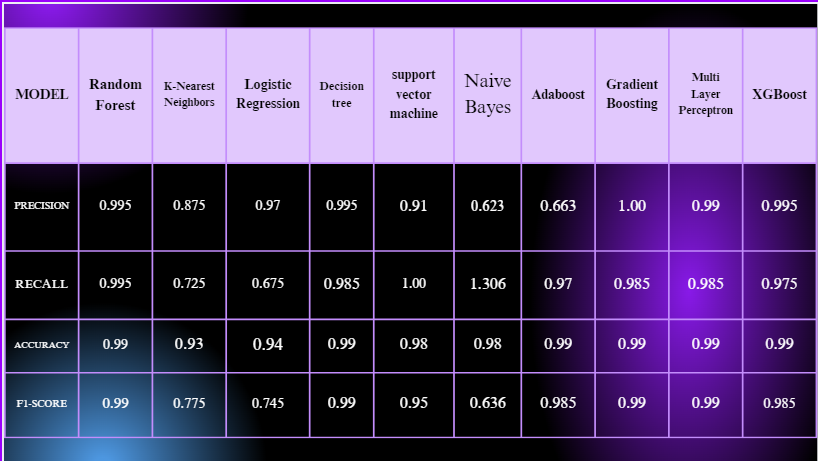 MODEL Random Forest K-Nearest Neighbors Logistic Regression Decision tree support vector machine Naive Bayes Adaboost Gradient Boosting Multi Layer Perceptron XGBoost
PRECISION 0.995 0.875 0.97 0.995 0.91 0.623 0.663 1.00 0.99 0.995
RECALL 0.995 0.725 0.675 0.985 1.00 1.306 0.97 0.985 0.985 0.975
ACCURACY 0.99 0.93 0.94 0.99 0.98 0.98 0.99 0.99 0.99 0.99
F1-SCORE 0.99 0.775 0.745 0.99 0.95 0.636 0.985 0.99 0.99 0.985